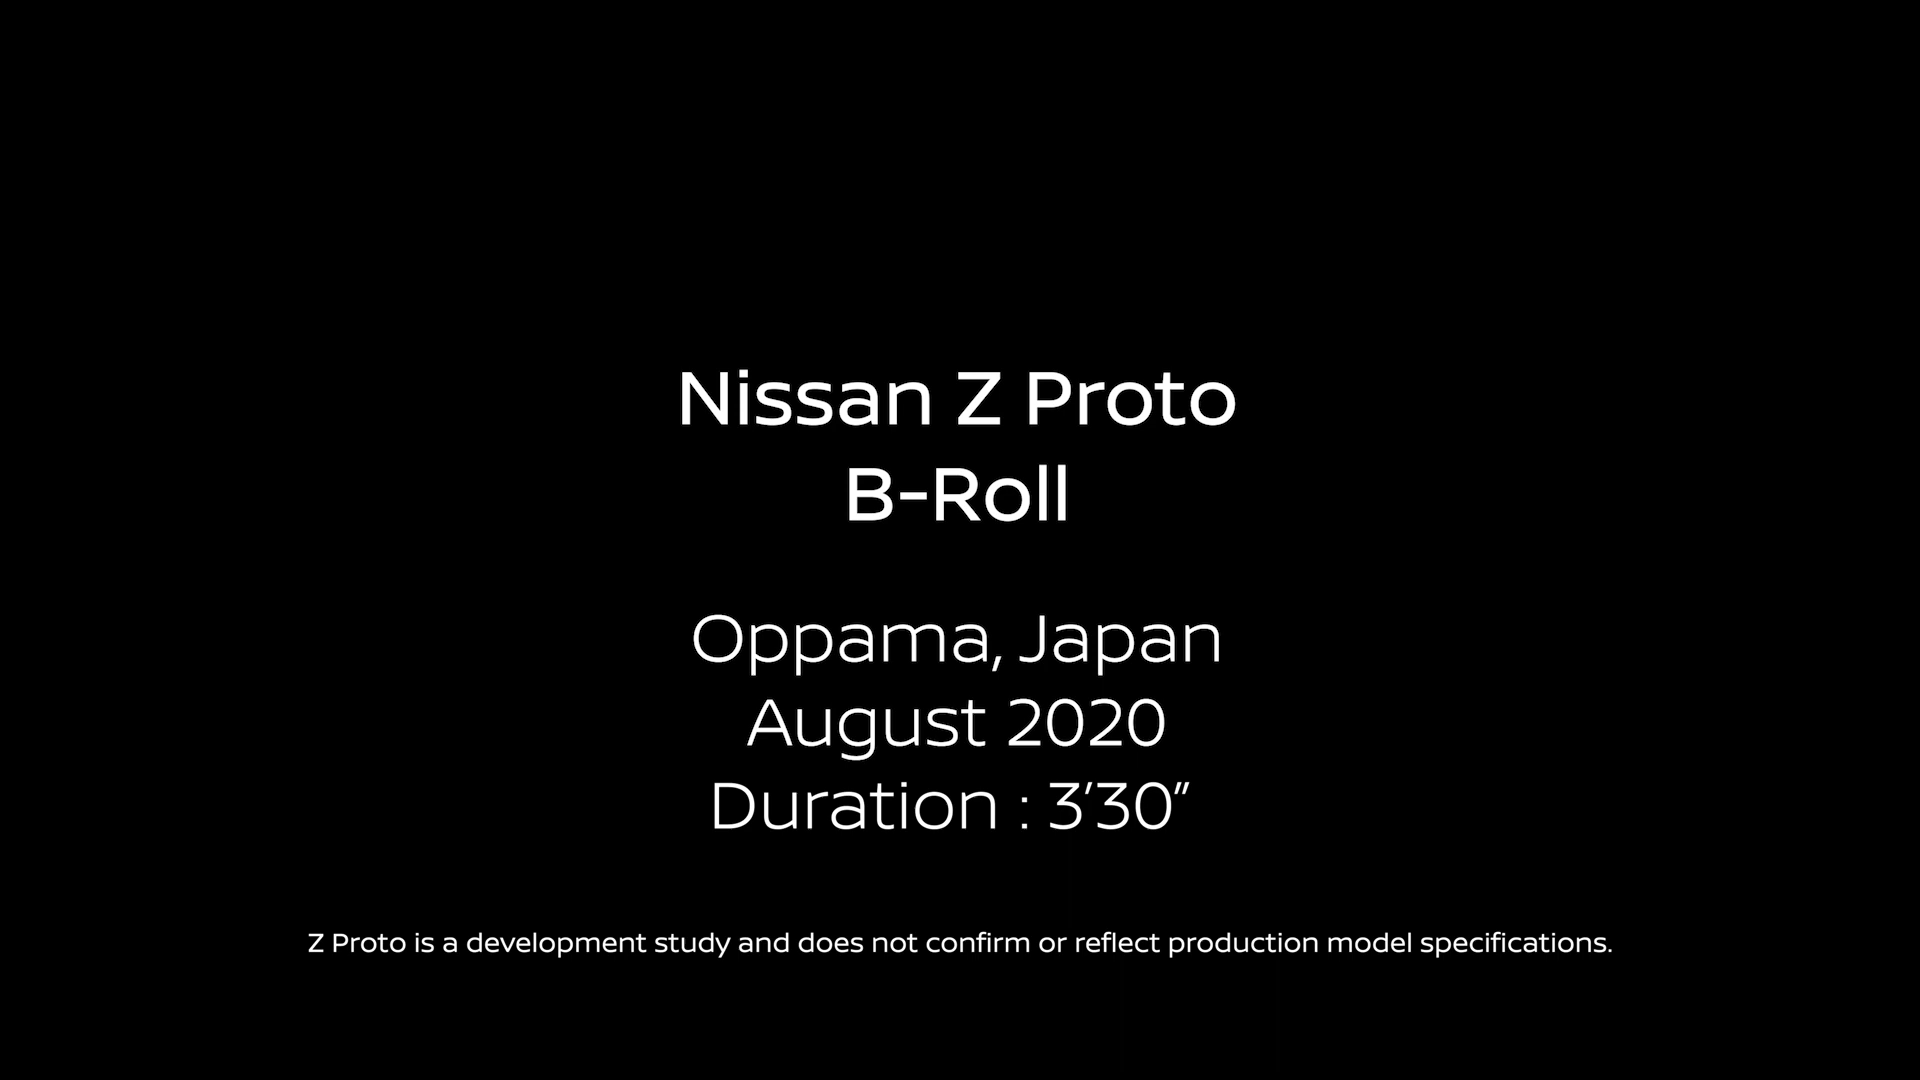 Nissan Z Proto
B-Roll
Oppama, Japan
August 2020
Duration : 3’30”
Z Proto is a development study and does not confirm or reflect production model specifications.